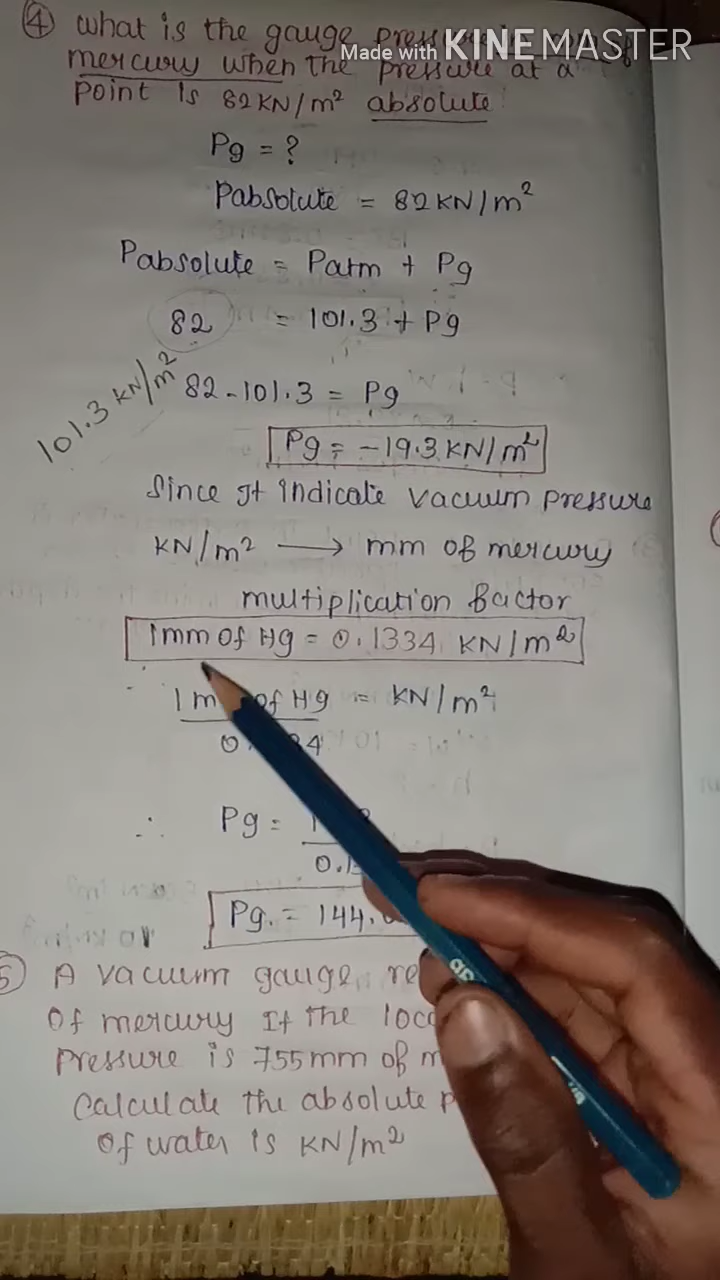 ④ What is the gauge
Made with KINEMASTER
mercury when the pressure at a
Point is 82KN/m² absolute
Pg = ?
Pabsolute = 82KN/m²
Pabsolute = Patm + Pg
82 = 101.3 + Pg
101.3 KN/m²
82-101.3 = Pg
Pg = -19.3 KN/m²
Since It indicate vacuum pressure
KN/m² → mm of mercury
multiplication factor
1mm of Hg = 0.1334 KN/m²
of Hg = KN/m²
∴ Pg =
Pg = 144.
5) A vacuum gauge
Of mercury If the
pressure is 755mm of
Calculate the absolute
of water is KN/m²